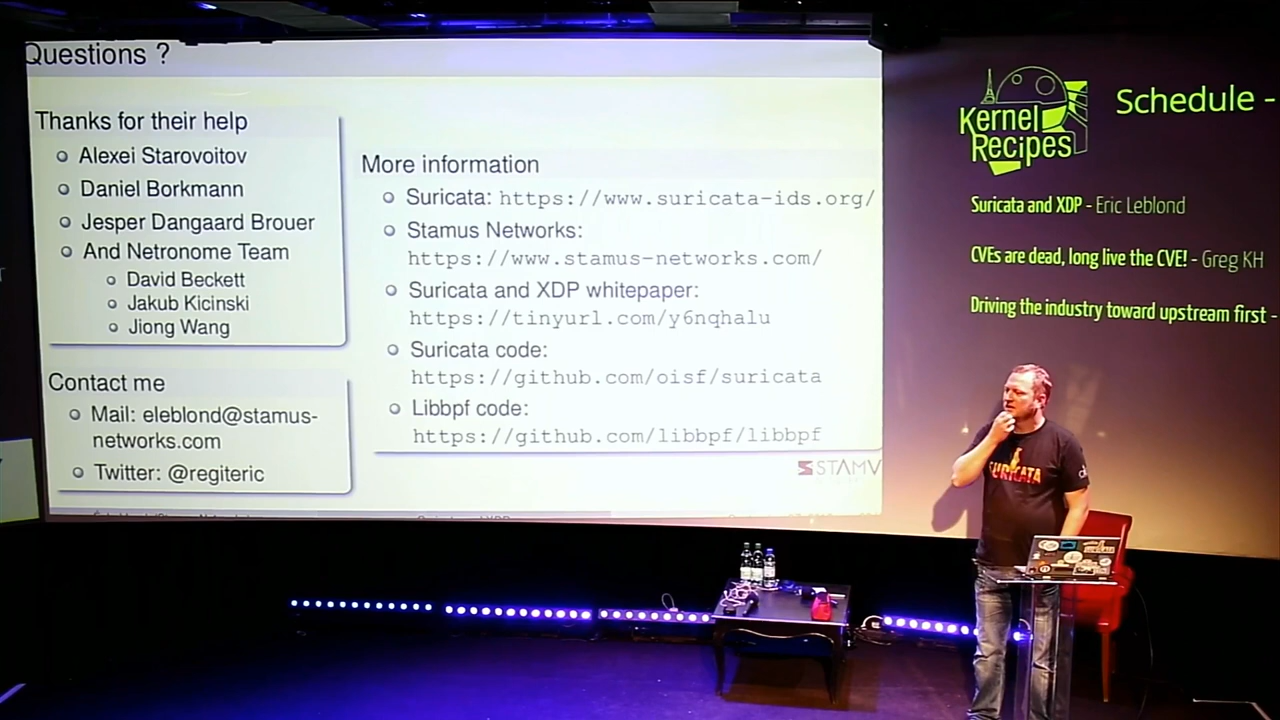 Questions ?
Thanks for their help
Alexei Starovoitov
Daniel Borkmann
Jesper Dangaard Brouer
And Netronome Team
David Beckett
Jakub Kicinski
Jiong Wang
Contact me
Mail: eleblond@stamus-
networks.com
Twitter: @regiteric
More information
Suricata: https://www.suricata-ids.org/
Stamus Networks:
https://www.stamus-networks.com/
Suricata and XDP whitepaper:
https://tinyurl.com/y6nqhalu
Suricata code:
https://github.com/oisf/suricata
Libbpf code:
https://github.com/libbpf/libbpf
STAMV
Kernel
Recipes
Schedule -
Suricata and XDP - Eric Leblond
CVEs are dead, long live the CVE! - Greg KH
Driving the industry toward upstream first -
SURICATA